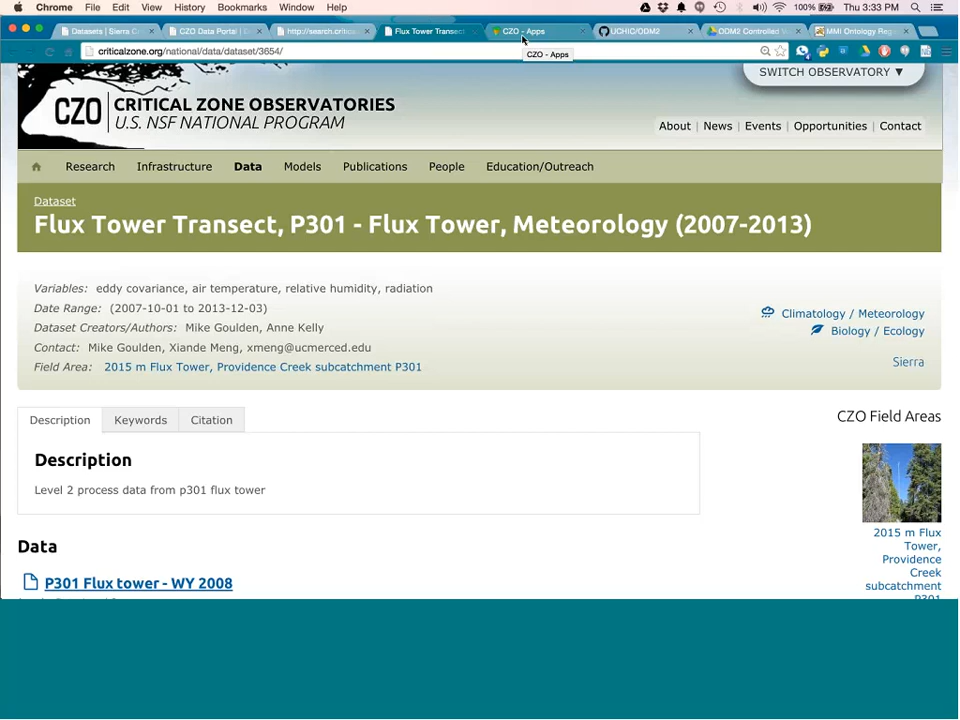 Chrome File Edit View History Bookmarks Window Help 100% Thu 3:33 PM
Datasets | Sierra C CZO Data Portal | E http://search.critica Flux Tower Transect CZO - Apps UCHIC/ODM2 ODM2 Controlled V MMI Ontology Reg
criticalzone.org/national/data/dataset/3654/
CZO - Apps
SWITCH OBSERVATORY ▼
CZO CRITICAL ZONE OBSERVATORIES
U.S. NSF NATIONAL PROGRAM
About | News | Events | Opportunities | Contact
Research Infrastructure Data Models Publications People Education/Outreach
Dataset
Flux Tower Transect, P301 - Flux Tower, Meteorology (2007-2013)
Variables: eddy covariance, air temperature, relative humidity, radiation
Date Range: (2007-10-01 to 2013-12-03)
Dataset Creators/Authors: Mike Goulden, Anne Kelly
Contact: Mike Goulden, Xiande Meng, xmeng@ucmerced.edu
Field Area: 2015 m Flux Tower, Providence Creek subcatchment P301
Climatology / Meteorology
Biology / Ecology
Sierra
Description Keywords Citation
Description
Level 2 process data from p301 flux tower
CZO Field Areas
2015 m Flux
Tower,
Providence
Creek
subcatchment
P301
Data
P301 Flux tower - WY 2008